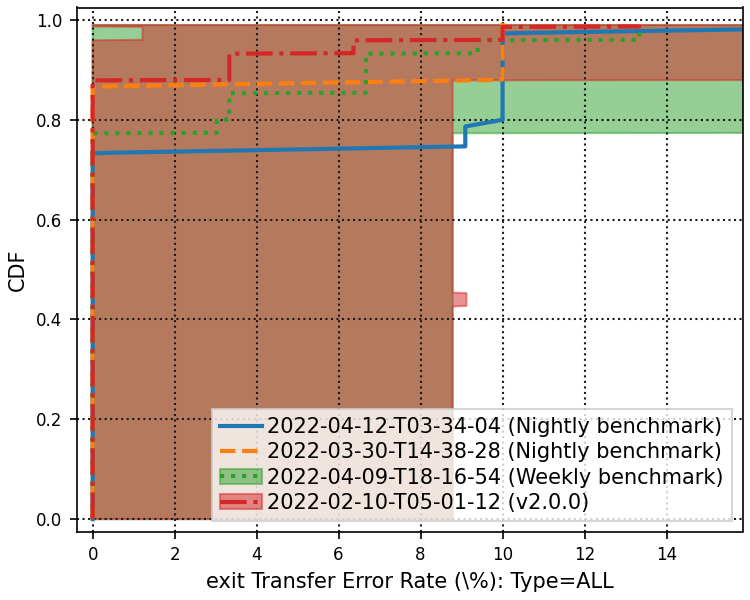 1.0
0.8
0.6
0.4
0.2
0.0
CDF
2022-04-12-T03-34-04 (Nightly benchmark)
2022-03-30-T14-38-28 (Nightly benchmark)
2022-04-09-T18-16-54 (Weekly benchmark)
2022-02-10-T05-01-12 (v2.0.0)
0 2 4 6 8 10 12 14
exit Transfer Error Rate (\%): Type=ALL